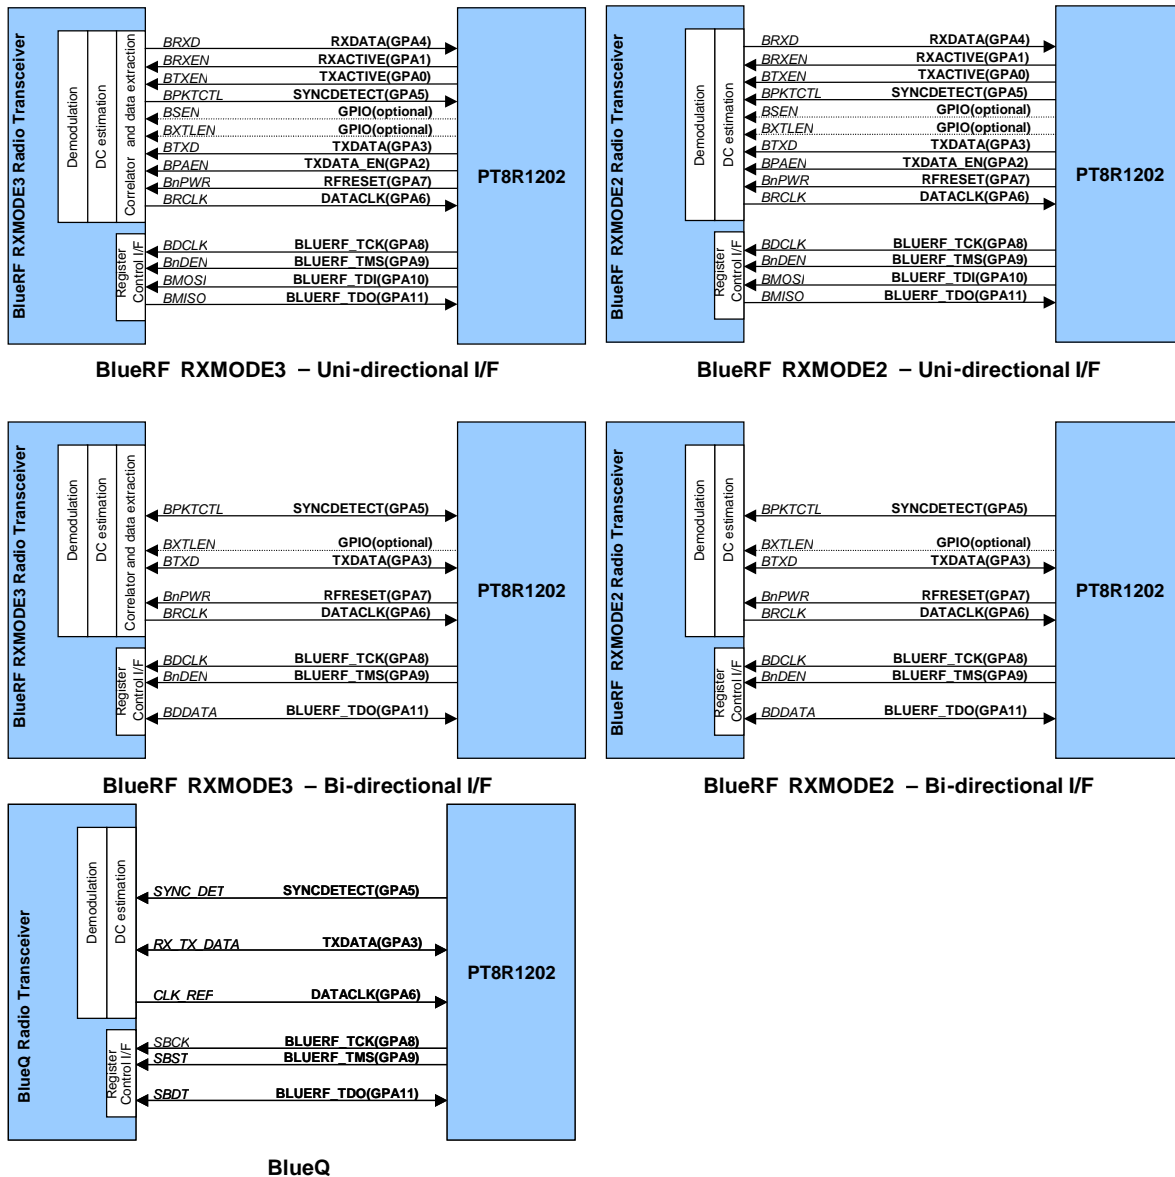 BlueRF RXMODE3 Radio Transceiver
Demodulation
DC estimation
Correlator and data extraction
Register
Control I/F
BRXD RXDATA(GPA4)
BRXEN RXACTIVE(GPA1)
BTXEN TXACTIVE(GPA0)
BPKTCTL SYNCDETECT(GPA5)
BSEN GPIO(optional)
BXTLEN GPIO(optional)
BTXD TXDATA(GPA3)
BPAEN TXDATA_EN(GPA2)
BnPWR RFRESET(GPA7)
BRCLK DATACLK(GPA6)
BDCLK BLUERF_TCK(GPA8)
BnDEN BLUERF_TMS(GPA9)
BMOSI BLUERF_TDI(GPA10)
BMISO BLUERF_TDO(GPA11)
PT8R1202
BlueRF RXMODE3 – Uni-directional I/F
BlueRF RXMODE2 Radio Transceiver
Demodulation
DC estimation
Register
Control I/F
BRXD RXDATA(GPA4)
BRXEN RXACTIVE(GPA1)
BTXEN TXACTIVE(GPA0)
BPKTCTL SYNCDETECT(GPA5)
BSEN GPIO(optional)
BXTLEN GPIO(optional)
BTXD TXDATA(GPA3)
BPAEN TXDATA_EN(GPA2)
BnPWR RFRESET(GPA7)
BRCLK DATACLK(GPA6)
BDCLK BLUERF_TCK(GPA8)
BnDEN BLUERF_TMS(GPA9)
BMOSI BLUERF_TDI(GPA10)
BMISO BLUERF_TDO(GPA11)
PT8R1202
BlueRF RXMODE2 – Uni-directional I/F
BlueRF RXMODE3 Radio Transceiver
Demodulation
DC estimation
Correlator and data extraction
Register
Control I/F
BPKTCTL SYNCDETECT(GPA5)
BXTLEN GPIO(optional)
BTXD TXDATA(GPA3)
BnPWR RFRESET(GPA7)
BRCLK DATACLK(GPA6)
BDCLK BLUERF_TCK(GPA8)
BnDEN BLUERF_TMS(GPA9)
BDDATA BLUERF_TDO(GPA11)
PT8R1202
BlueRF RXMODE3 – Bi-directional I/F
BlueRF RXMODE2 Radio Transceiver
Demodulation
DC estimation
Register
Control I/F
BPKTCTL SYNCDETECT(GPA5)
BXTLEN GPIO(optional)
BTXD TXDATA(GPA3)
BnPWR RFRESET(GPA7)
BRCLK DATACLK(GPA6)
BDCLK BLUERF_TCK(GPA8)
BnDEN BLUERF_TMS(GPA9)
BDDATA BLUERF_TDO(GPA11)
PT8R1202
BlueRF RXMODE2 – Bi-directional I/F
BlueQ Radio Transceiver
Demodulation
DC estimation
Register
Control I/F
SYNC_DET SYNCDETECT(GPA5)
RX_TX_DATA TXDATA(GPA3)
CLK_REF DATACLK(GPA6)
SBCK BLUERF_TCK(GPA8)
SBST BLUERF_TMS(GPA9)
SBDT BLUERF_TDO(GPA11)
PT8R1202
BlueQ